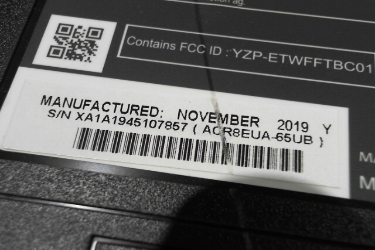 Contains FCC ID : YZP-ETWFFTBC01
MANUFACTURED: NOVEMBER 2019 Y
S/N XA1A1945107857 ( ACR8EUA-65UB )